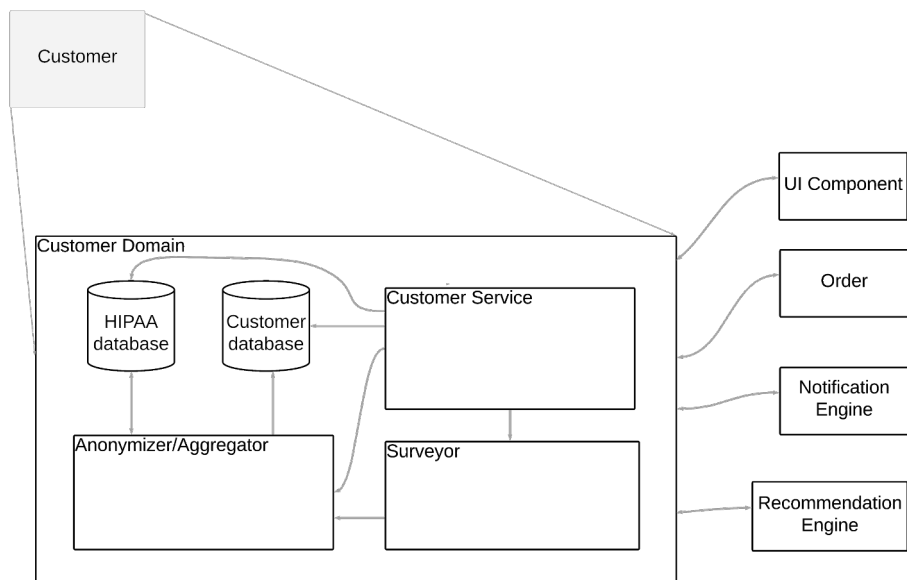 Customer
UI Component
Customer Domain
Order
Customer Service
HIPAA
database
Customer
database
Notification
Engine
Anonymizer/Aggregator
Surveyor
Recommendation
Engine